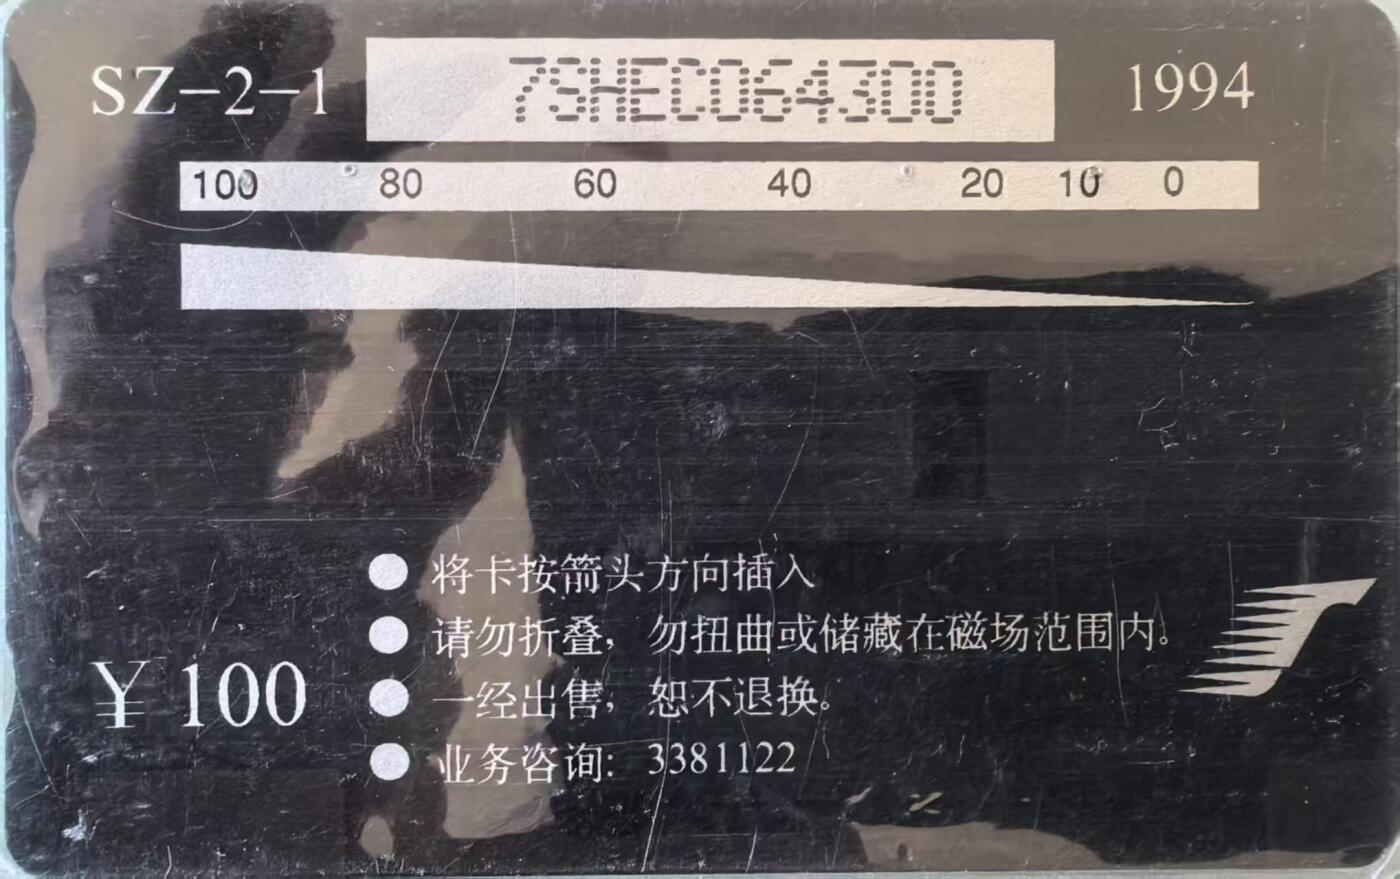 SZ-2-1 7SHEC064300 1994
100 80 60 40 20 10 0
将卡按箭头方向插入
请勿折叠，勿扭曲或储藏在磁场范围内。
一经出售，恕不退换。
¥100
业务咨询: 3381122